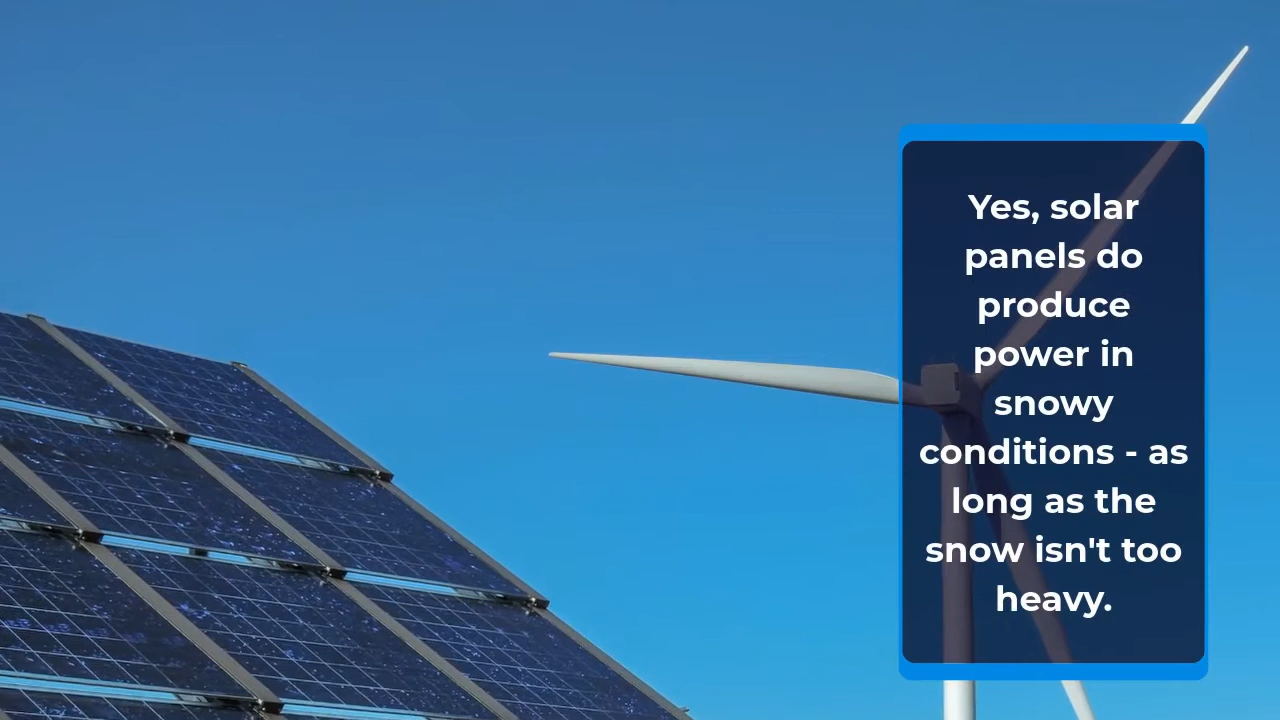 Yes, solar
panels do
produce
power in
snowy
conditions - as
long as the
snow isn't too
heavy.